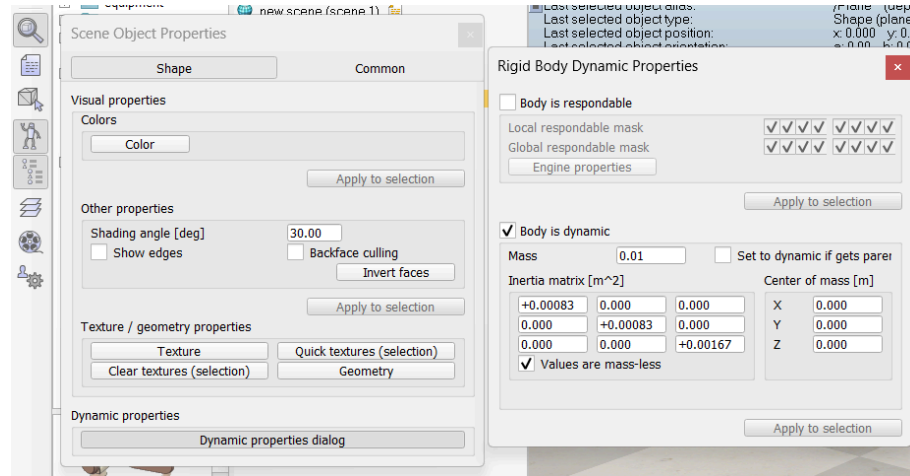 equipment
new scene (scene 1)
Last selected object alias: /Plane (dep
Last selected object type: Shape (plane
Last selected object position: x: 0.000 y: 0.
Last selected object orientation:
Scene Object Properties
Shape Common
Visual properties
Colors
Color
Apply to selection
Other properties
Shading angle [deg] 30.00
Show edges Backface culling
Invert faces
Apply to selection
Texture / geometry properties
Texture Quick textures (selection)
Clear textures (selection) Geometry
Dynamic properties
Dynamic properties dialog
Rigid Body Dynamic Properties
Body is respondable
Local respondable mask
Global respondable mask
Engine properties
Apply to selection
Body is dynamic
Mass 0.01 Set to dynamic if gets parer
Inertia matrix [m^2] Center of mass [m]
+0.00083 0.000 0.000 X 0.000
0.000 +0.00083 0.000 Y 0.000
0.000 0.000 +0.00167 Z 0.000
Values are mass-less
Apply to selection